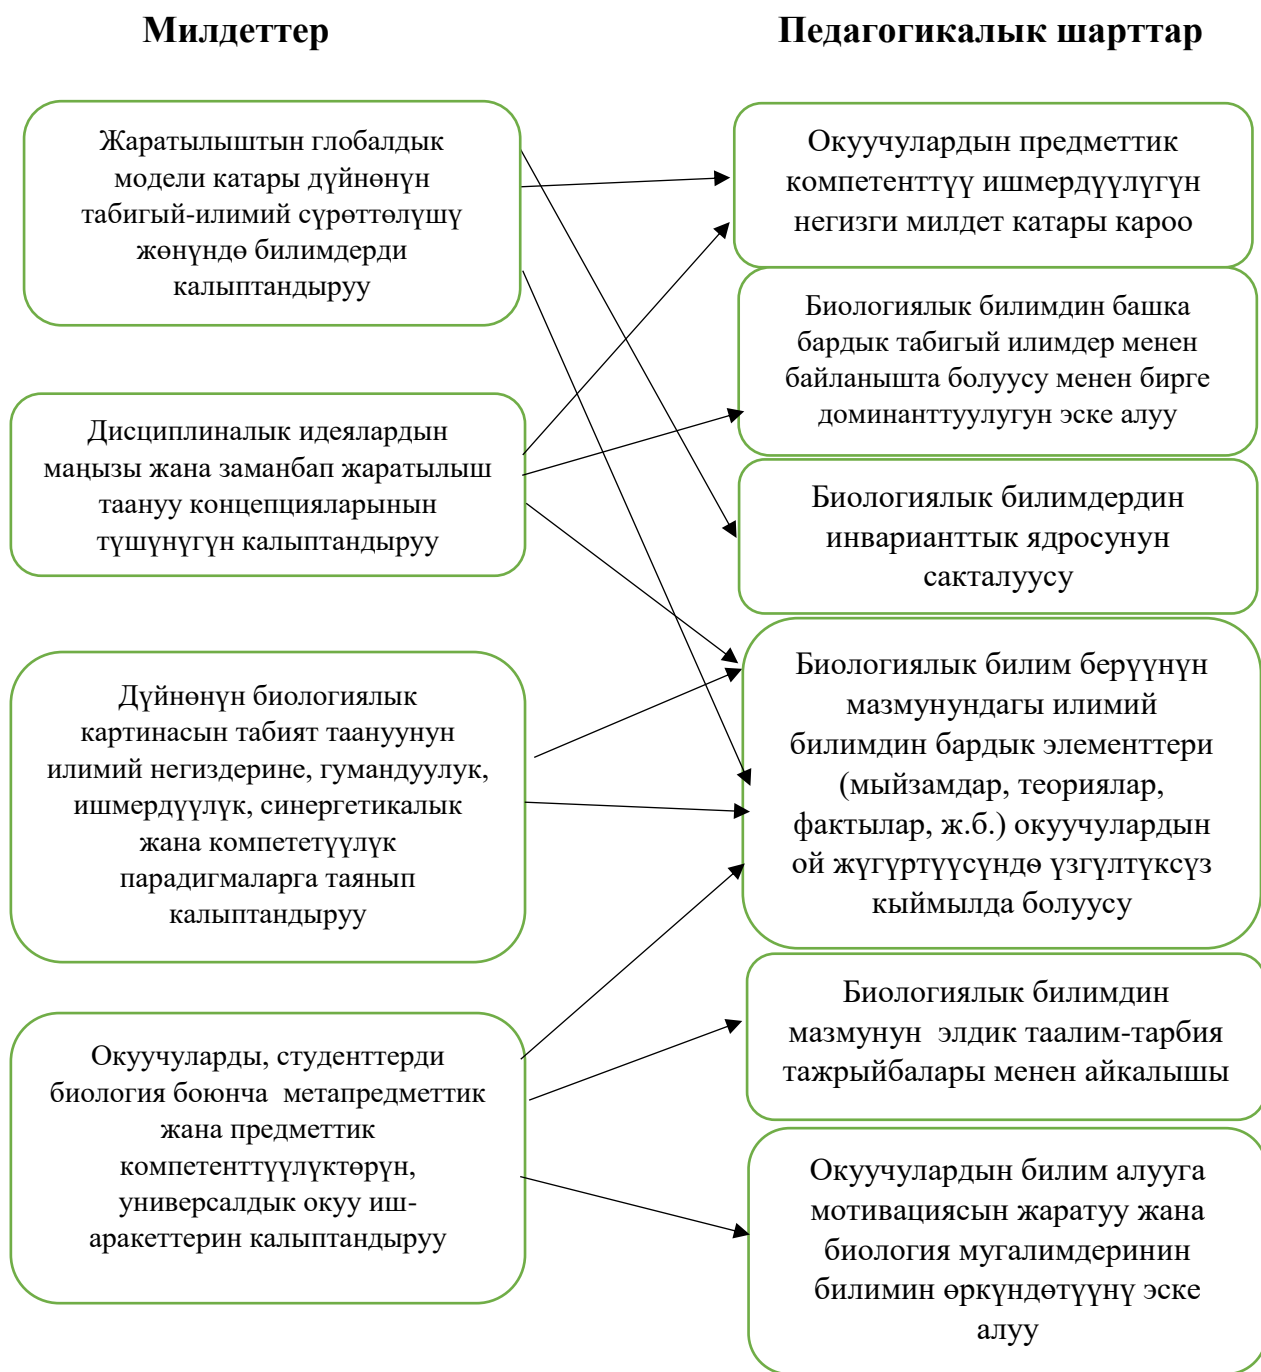 Милдеттер
Жаратылыштын глобалдык
модели катары дүйнөнүн
табигый-илимий сүрөттөлүшү
жөнүндө билимдерди
калыптандыруу
Дисциплиналык идеялардын
маңызы жана заманбап жаратылыш
таануу концепцияларынын
түшүнүгүн калыптандыруу
Дүйнөнүн биологиялык
картинасын табият таануунун
илимий негиздерине, гумандуулук,
ишмердүүлүк, синергетикалык
жана компететүүлүк
парадигмаларга таянып
калыптандыруу
Окуучуларды, студенттерди
биология боюнча метапредметтик
жана предметтик
компетенттүүлүктөрүн,
универсалдык окуу иш-
аракеттерин калыптандыруу
Педагогикалык шарттар
Окуучулардын предметтик
компетенттүү ишмердүүлүгүн
негизги милдет катары кароо
Биологиялык билимдин башка
бардык табигый илимдер менен
байланышта болуусу менен бирге
доминанттуулугун эске алуу
Биологиялык билимдердин
инварианттык ядросунун
сакталуусу
Биологиялык билим берүүнүн
мазмунундагы илимий
билимдин бардык элементтери
(мыйзамдар, теориялар,
фактылар, ж.б.) окуучулардын
ой жүгүртүүсүндө үзгүлтүксүз
кыймылда болуусу
Биологиялык билимдин
мазмунун элдик таалим-тарбия
тажрыйбалары менен айкалышы
Окуучулардын билим алууга
мотивациясын жаратуу жана
биология мугалимдеринин
билимин өркүндөтүүнү эске
алуу